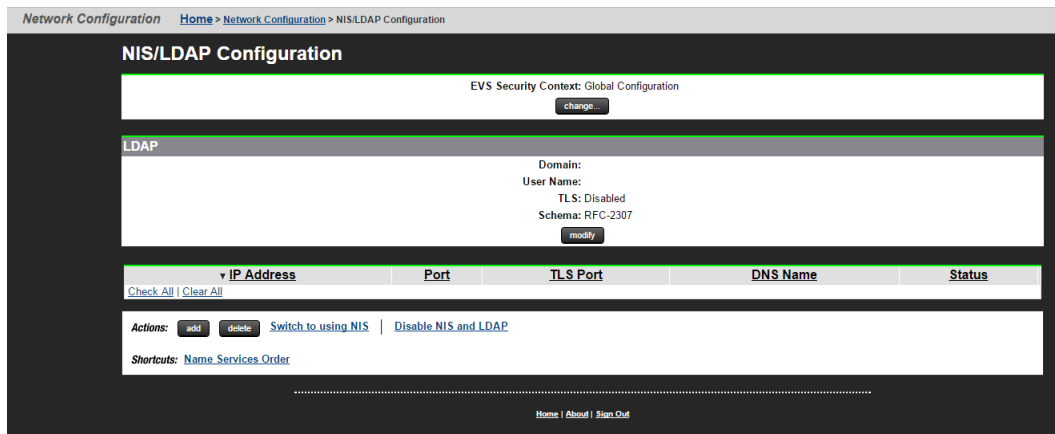 Network Configuration Home > Network Configuration > NIS/LDAP Configuration
NIS/LDAP Configuration
EVS Security Context: Global Configuration
change...
LDAP
Domain:
User Name:
TLS: Disabled
Schema: RFC-2307
modify
▼ IP Address Port TLS Port DNS Name Status
Check All | Clear All
Actions: add delete Switch to using NIS | Disable NIS and LDAP
Shortcuts: Name Services Order
Home | About | Sign Out